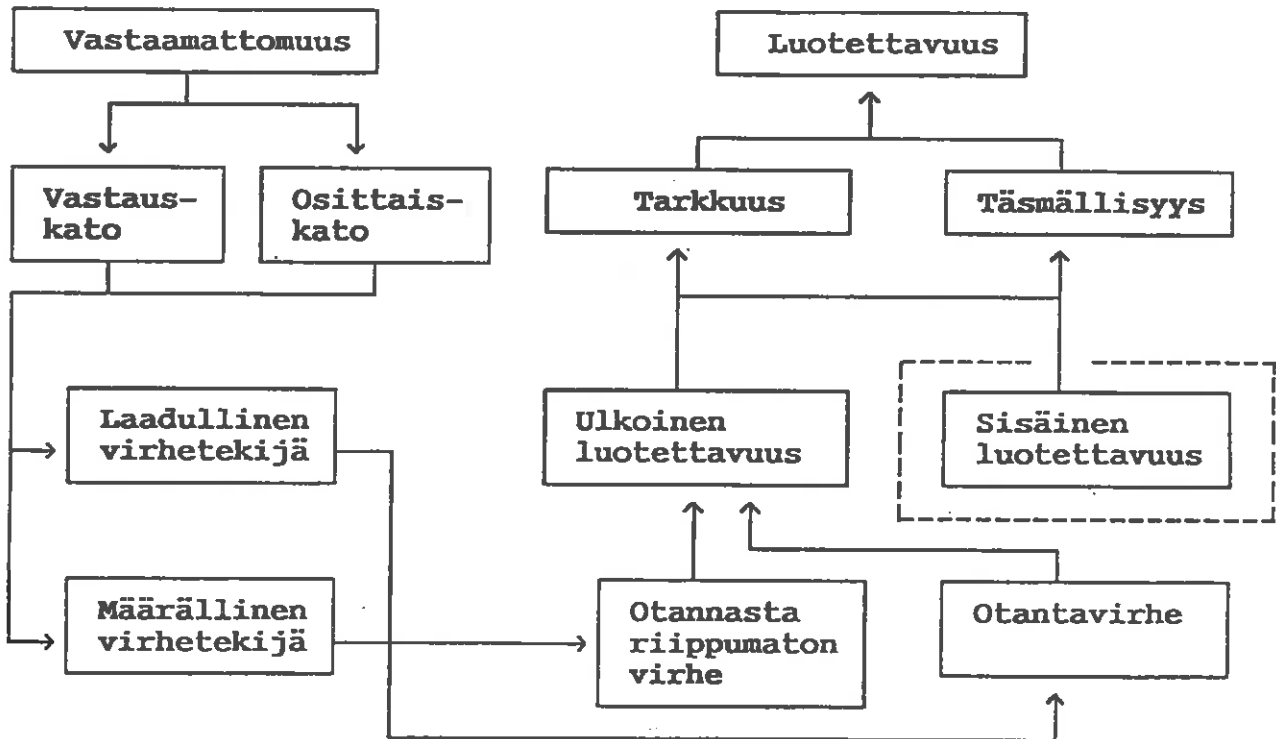 Vastaamattomuus
Luotettavuus
Vastaus-
kato
Osittais-
kato
Tarkkuus
Täsmällisyys
Laadullinen
virhetekijä
Ulkoinen
luotettavuus
Sisäinen
luotettavuus
Määrällinen
virhetekijä
Otannasta
riippumaton
virhe
Otantavirhe